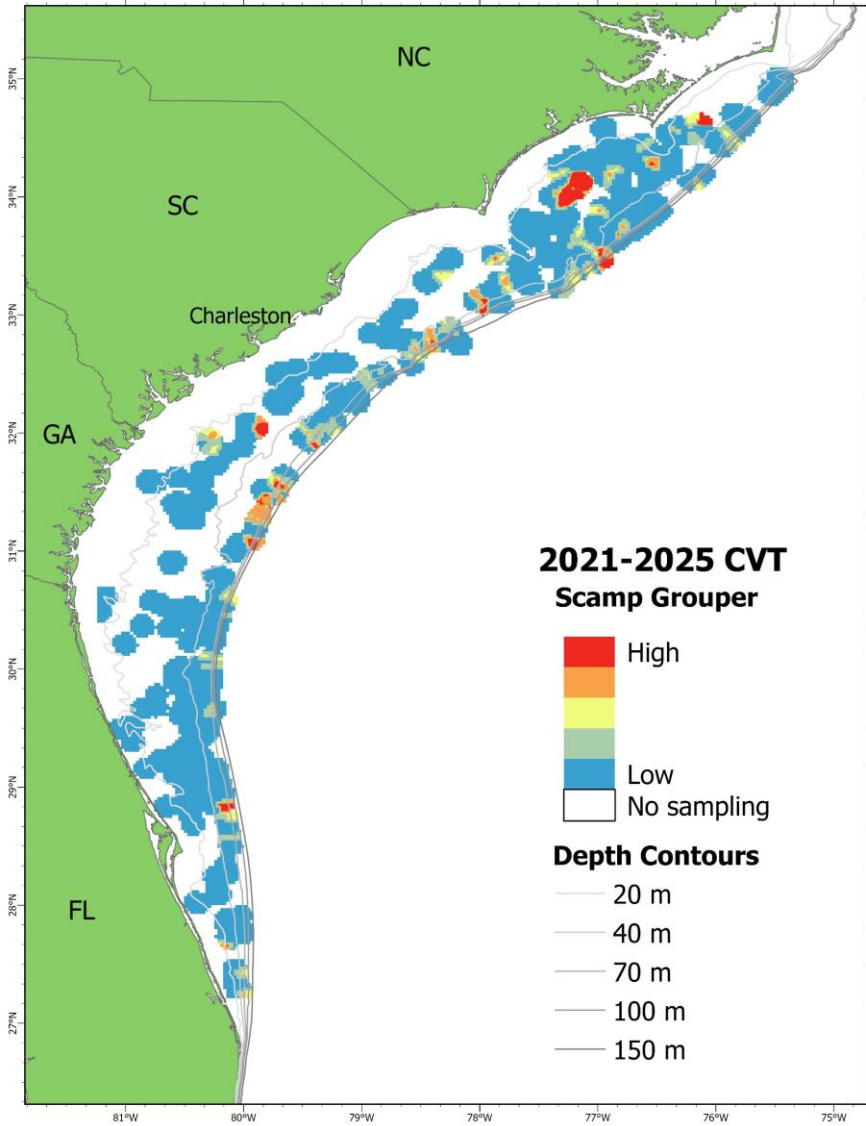 NC
SC
Charleston
GA
FL
35°N
34°N
33°N
32°N
31°N
30°N
29°N
28°N
27°N
81°W
80°W
79°W
78°W
77°W
76°W
75°W
2021-2025 CVT
Scamp Grouper
High
Low
No sampling
Depth Contours
20 m
40 m
70 m
100 m
150 m